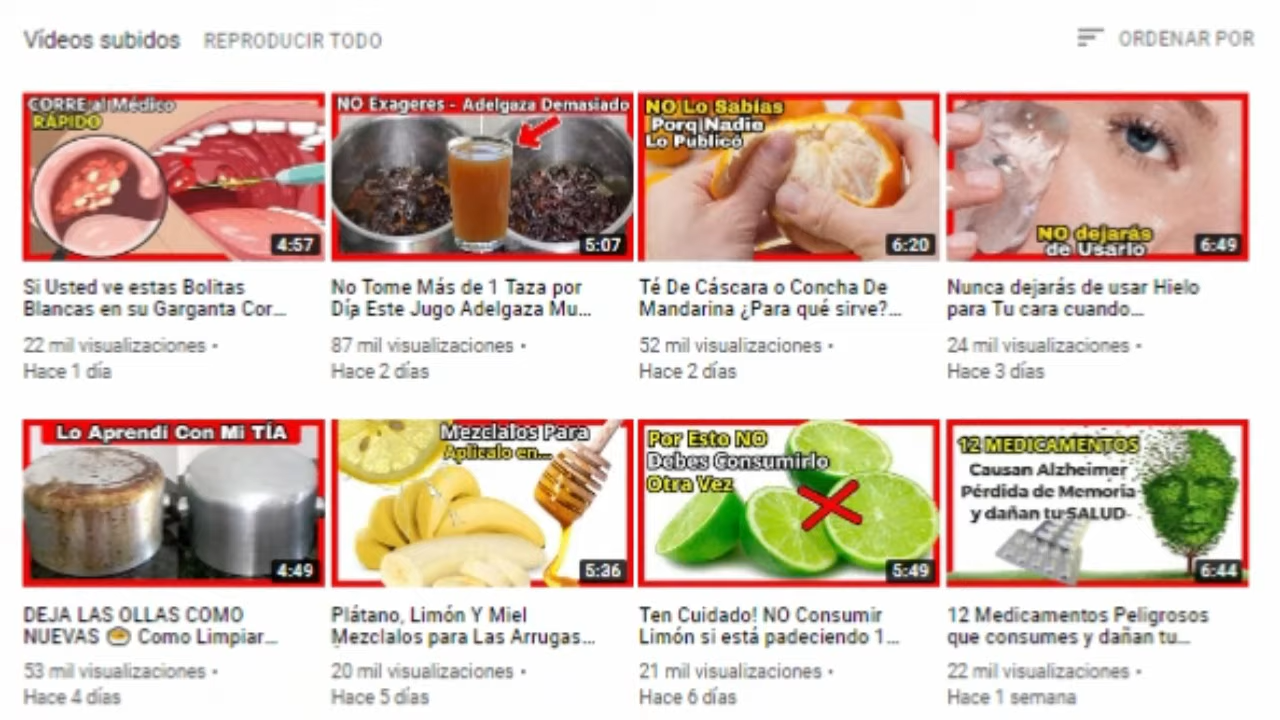 Vídeos subidos REPRODUCIR TODO ORDENAR POR
CORRE al Médico
RÁPIDO
4:57
NO Exageres - Adelgaza Demasiado
5:07
NO Lo Sabías
Porq Nadie
Lo Publicó
6:20
NO dejarás
de Usarlo
6:49
Si Usted ve estas Bolitas
Blancas en su Garganta Cor...
22 mil visualizaciones •
Hace 1 día
No Tome Más de 1 Taza por
Día Este Jugo Adelgaza Mu...
87 mil visualizaciones •
Hace 2 días
Té De Cáscara o Concha De
Mandarina ¿Para qué sirve?...
52 mil visualizaciones •
Hace 2 días
Nunca dejarás de usar Hielo
para Tu cara cuando...
24 mil visualizaciones •
Hace 3 días
Lo Aprendí Con Mi TÍA
4:49
Mezclalos Para
Aplicalo en...
5:36
Por Esto NO
Debes Consumirlo
Otra Vez
5:49
12 MEDICAMENTOS
Causan Alzheimer
Pérdida de Memoria
y dañan tu SALUD
6:44
DEJA LAS OLLAS COMO
NUEVAS 🍲 Como Limpiar...
53 mil visualizaciones •
Hace 4 días
Plátano, Limón Y Miel
Mezclalos para Las Arrugas...
20 mil visualizaciones •
Hace 5 días
Ten Cuidado! NO Consumir
Limón si está padeciendo 1...
21 mil visualizaciones •
Hace 6 días
12 Medicamentos Peligrosos
que consumes y dañan tu...
22 mil visualizaciones •
Hace 1 semana